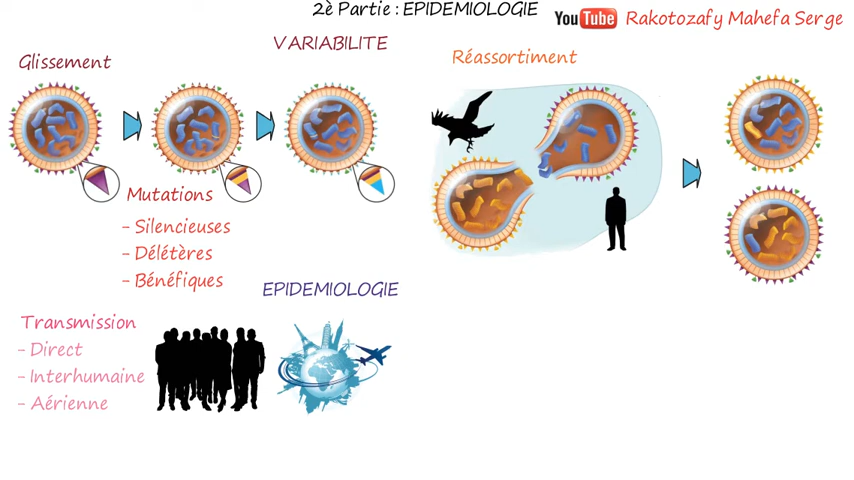 2è Partie : EPIDEMIOLOGIE
YouTube Rakotozafy Mahefa Serge
VARIABILITE
Glissement
Réassortiment
Mutations
- Silencieuses
- Délétères
- Bénéfiques
EPIDEMIOLOGIE
Transmission
- Direct
- Interhumaine
- Aérienne